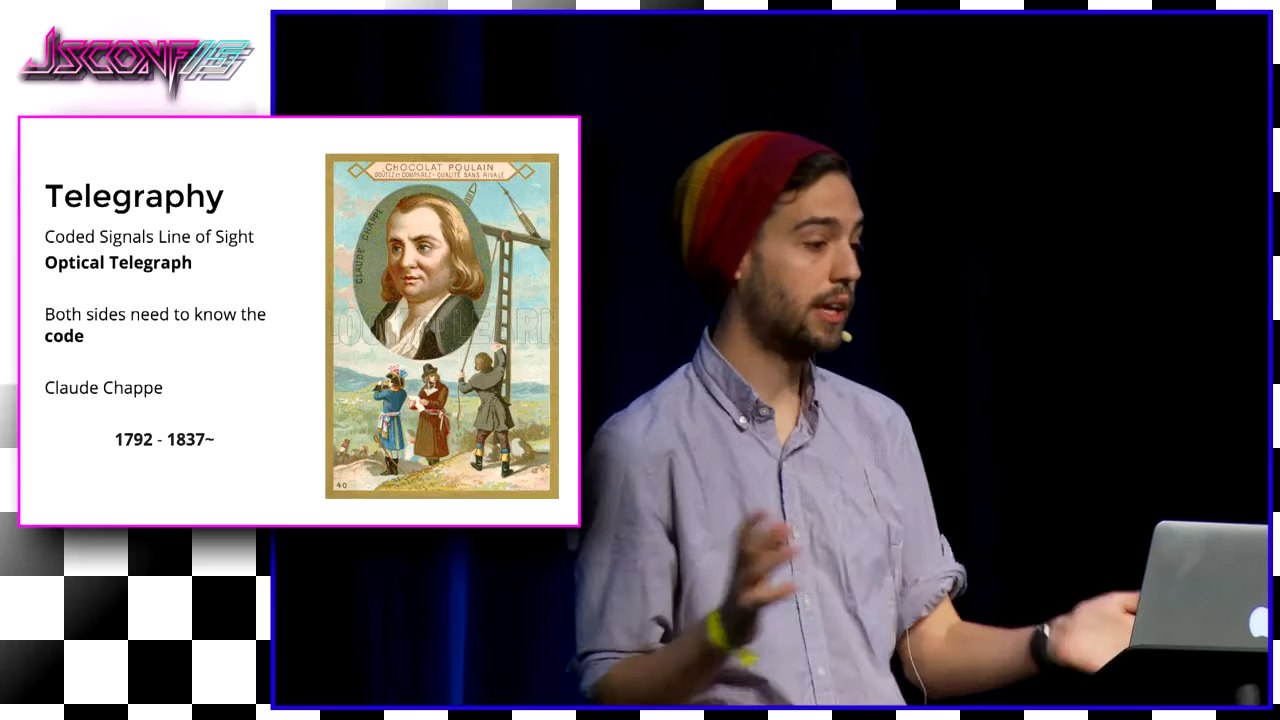 JSCONF15
Telegraphy
Coded Signals Line of Sight
Optical Telegraph
Both sides need to know the
code
Claude Chappe
1792 - 1837~
CHOCOLAT POULAIN
GOÛTEZ ET COMPAREZ - QUALITÉ SANS RIVALE
CLAUDE CHAPPE
40